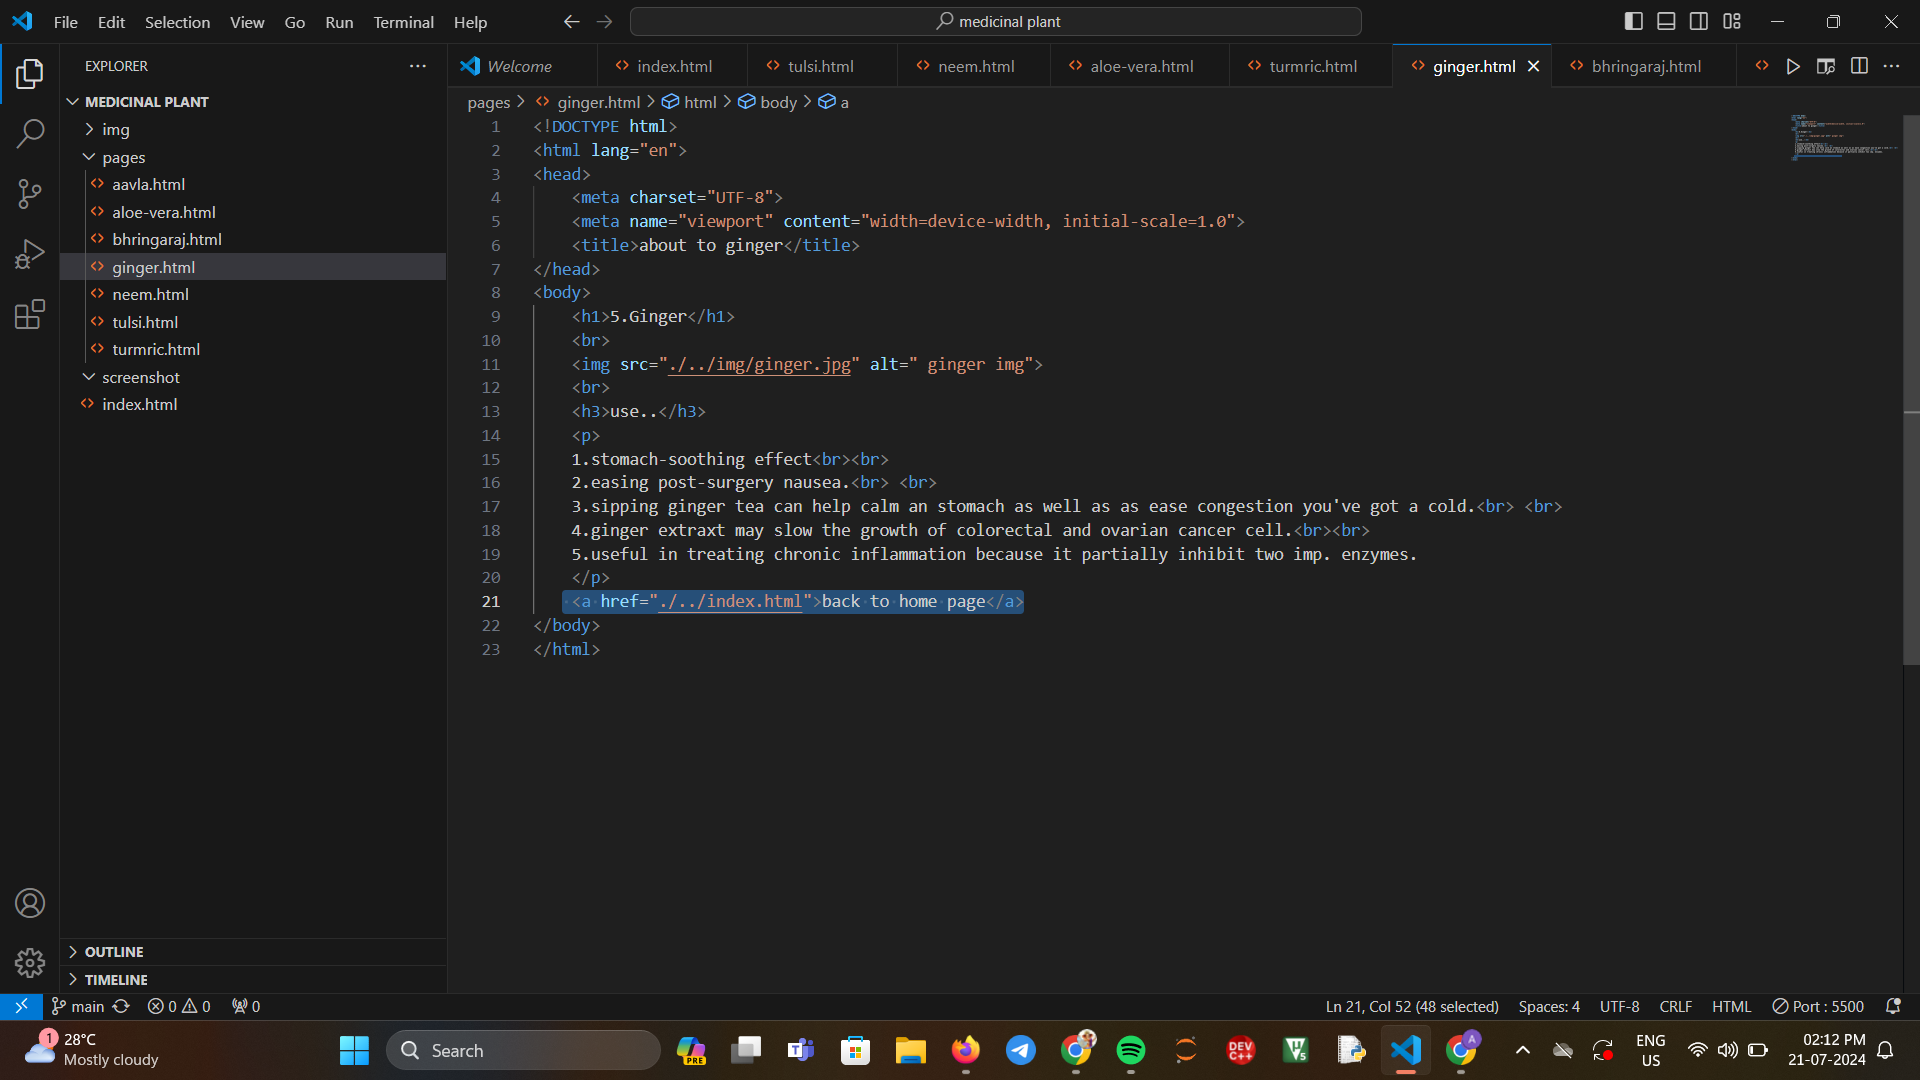 File Edit Selection View Go Run Terminal Help
medicinal plant
EXPLORER
Welcome index.html tulsi.html neem.html aloe-vera.html turmric.html ginger.html bhringaraj.html
MEDICINAL PLANT
img
pages
aavla.html
aloe-vera.html
bhringaraj.html
ginger.html
neem.html
tulsi.html
turmric.html
screenshot
index.html
pages > ginger.html > html > body > a
1 <!DOCTYPE html>
2 <html lang="en">
3 <head>
4 <meta charset="UTF-8">
5 <meta name="viewport" content="width=device-width, initial-scale=1.0">
6 <title>about to ginger</title>
7 </head>
8 <body>
9 <h1>5.Ginger</h1>
10 <br>
11 <img src="./../img/ginger.jpg" alt=" ginger img">
12 <br>
13 <h3>use..</h3>
14 <p>
15 1.stomach-soothing effect<br><br>
16 2.easing post-surgery nausea.<br> <br>
17 3.sipping ginger tea can help calm an stomach as well as as ease congestion you've got a cold.<br> <br>
18 4.ginger extraxt may slow the growth of colorectal and ovarian cancer cell.<br><br>
19 5.useful in treating chronic inflammation because it partially inhibit two imp. enzymes.
20 </p>
21 <a href="./../index.html">back to home page</a>
22 </body>
23 </html>
OUTLINE
TIMELINE
main 0 0 0
Ln 21, Col 52 (48 selected) Spaces: 4 UTF-8 CRLF HTML Port : 5500
1 28°C
Mostly cloudy
Search
PRE
DEV
C++
A
ENG
US
02:12 PM
21-07-2024